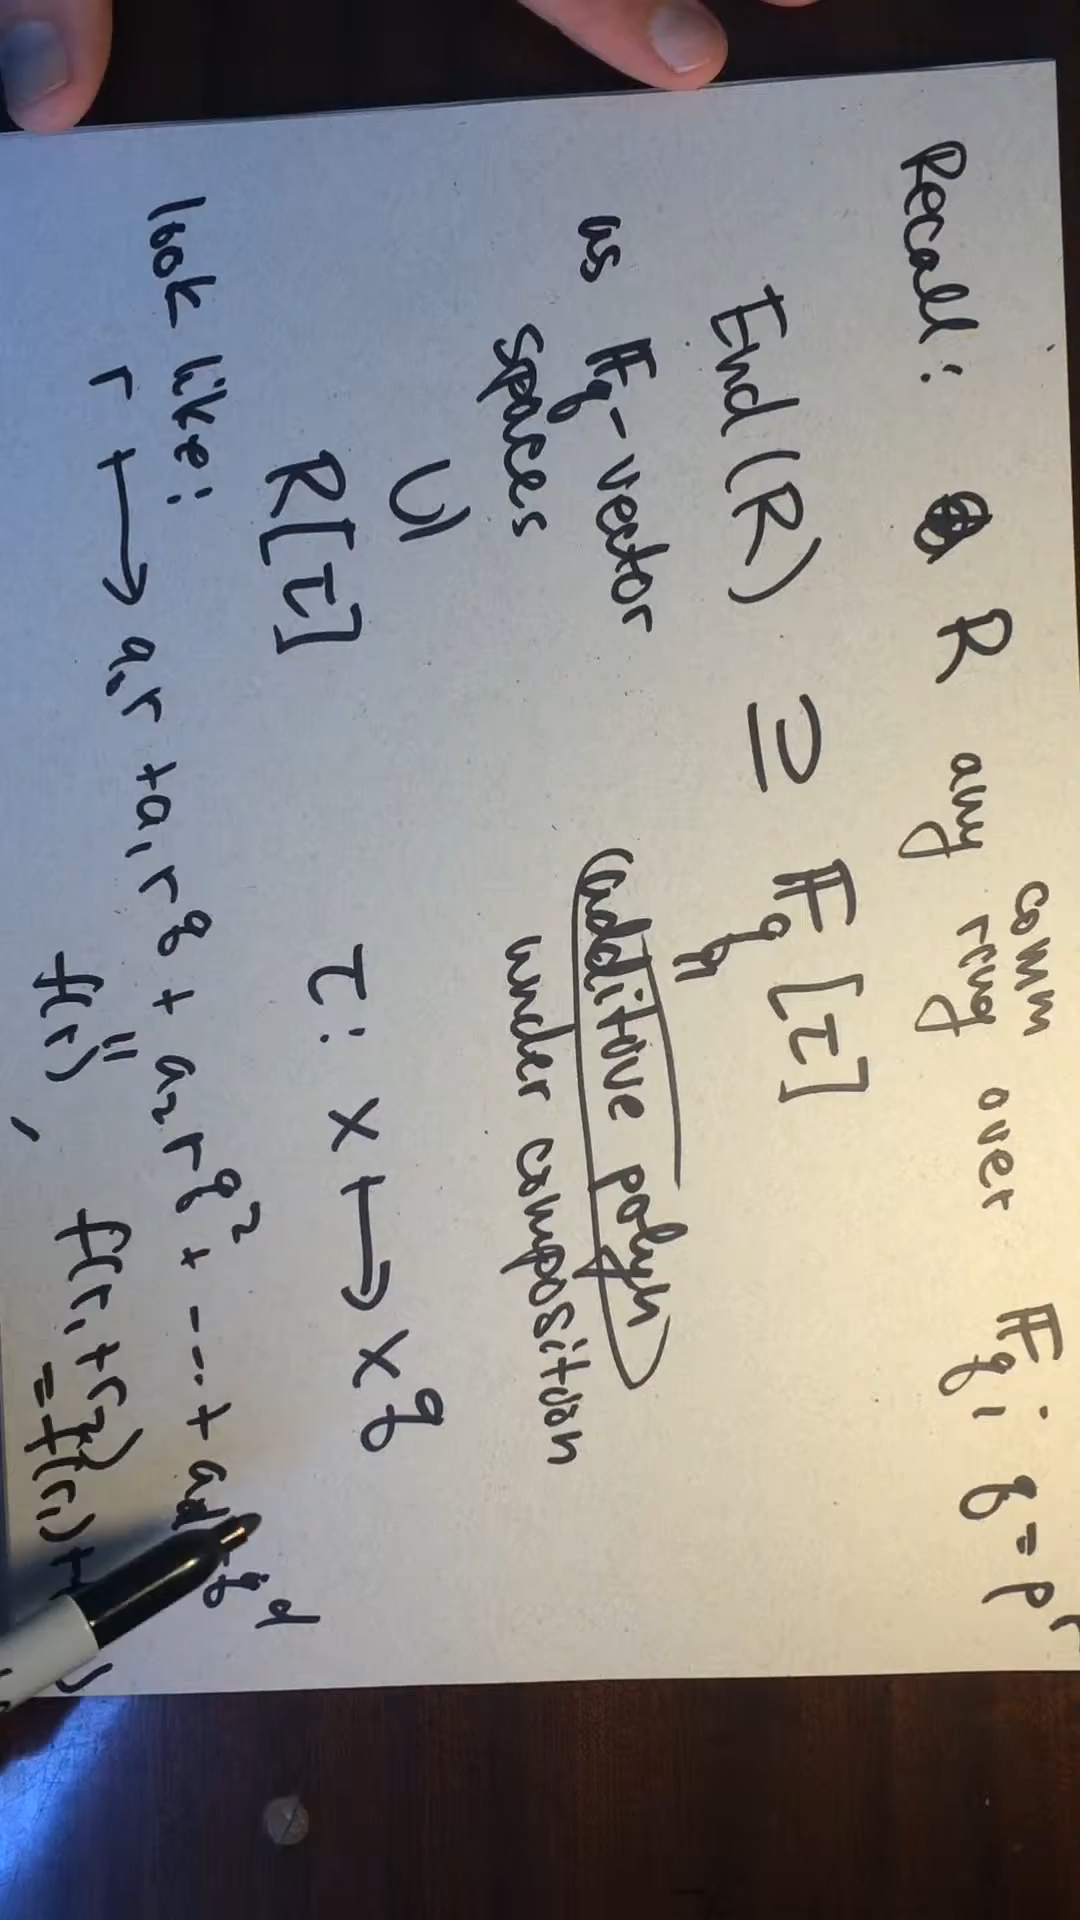 Recall: R any comm ring over 𝔽q; q = p^r
End(R) ⊇ 𝔽q[τ]
as 𝔽q-vector spaces
(additive polyn) under composition
∪|
R[τ]
τ: x ⟼ x^q
look like:
r ⟼ a₀r + a₁r^q + a₂r^q² + --- + a_d r^q^d
"
f(r), f(r₁+r₂)
= f(r₁)+